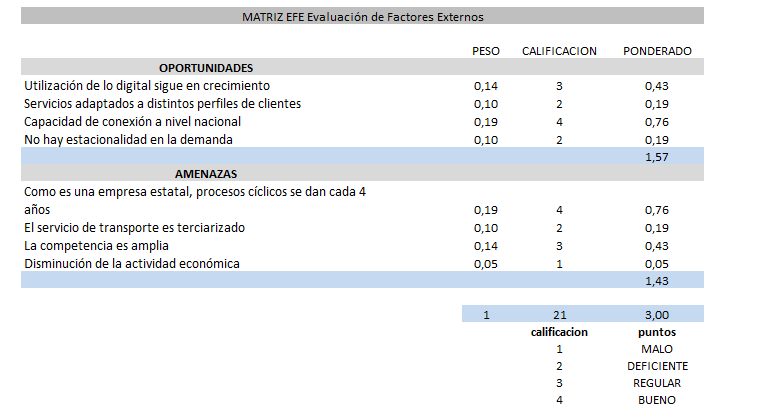 MATRIZ EFE Evaluación de Factores Externos
PESO CALIFICACION PONDERADO
OPORTUNIDADES
Utilización de lo digital sigue en crecimiento 0,14 3 0,43
Servicios adaptados a distintos perfiles de clientes 0,10 2 0,19
Capacidad de conexión a nivel nacional 0,19 4 0,76
No hay estacionalidad en la demanda 0,10 2 0,19
1,57
AMENAZAS
Como es una empresa estatal, procesos cíclicos se dan cada 4
años 0,19 4 0,76
El servicio de transporte es terciarizado 0,10 2 0,19
La competencia es amplia 0,14 3 0,43
Disminución de la actividad económica 0,05 1 0,05
1,43
1 21 3,00
calificacion puntos
1 MALO
2 DEFICIENTE
3 REGULAR
4 BUENO